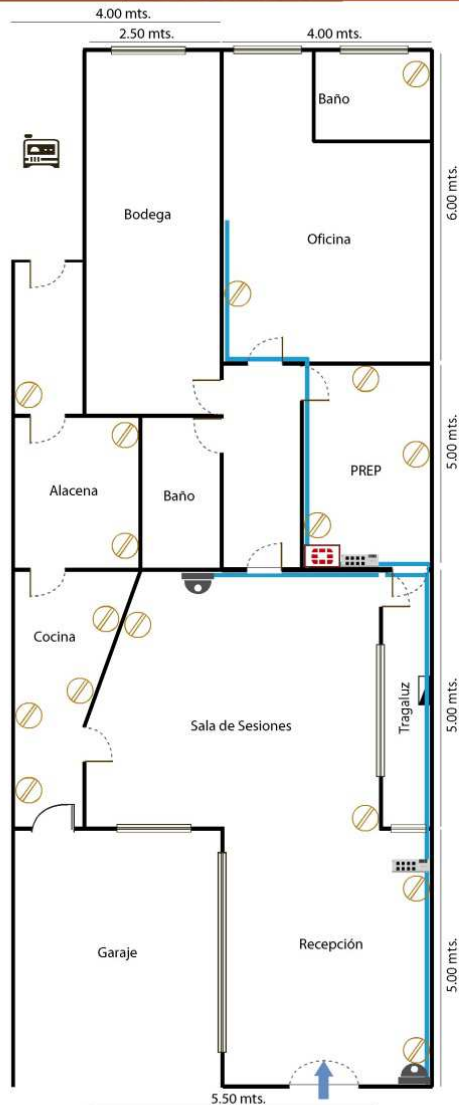 4.00 mts.
2.50 mts.
4.00 mts.
Baño
6.00 mts.
Bodega
Oficina
5.00 mts.
PREP
Alacena
Baño
Cocina
Sala de Sesiones
Tragaluz
5.00 mts.
Garaje
Recepción
5.00 mts.
5.50 mts.